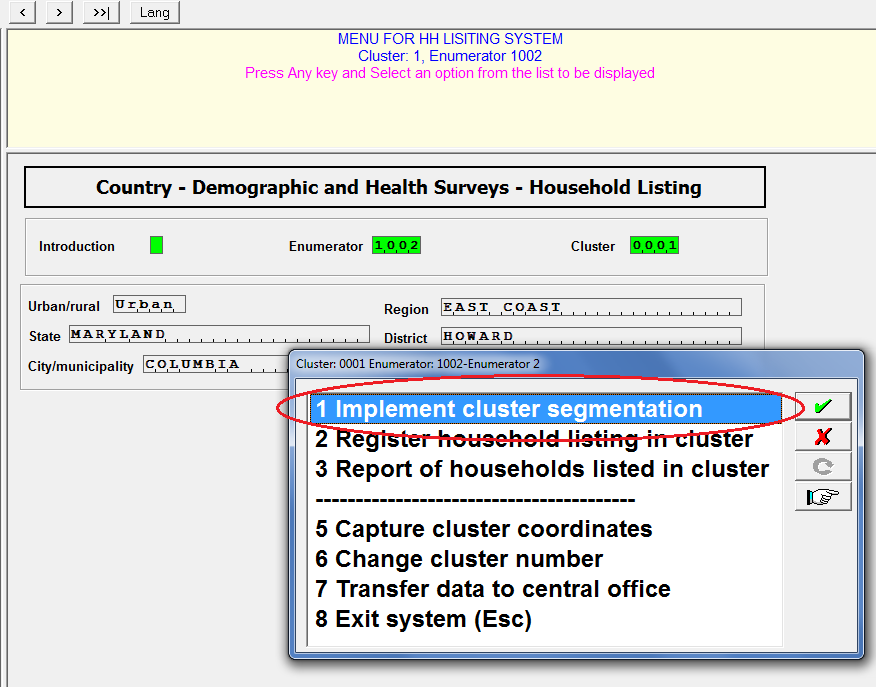 < > >>| Lang
MENU FOR HH LISITING SYSTEM
Cluster: 1, Enumerator 1002
Press Any key and Select an option from the list to be displayed
Country - Demographic and Health Surveys - Household Listing
Introduction Enumerator 1002 Cluster 0001
Urban/rural Urban Region EAST COAST
State MARYLAND District HOWARD
City/municipality COLUMBIA
Cluster: 0001 Enumerator: 1002-Enumerator 2
1 Implement cluster segmentation
2 Register household listing in cluster
3 Report of households listed in cluster
----------------------------------------
5 Capture cluster coordinates
6 Change cluster number
7 Transfer data to central office
8 Exit system (Esc)